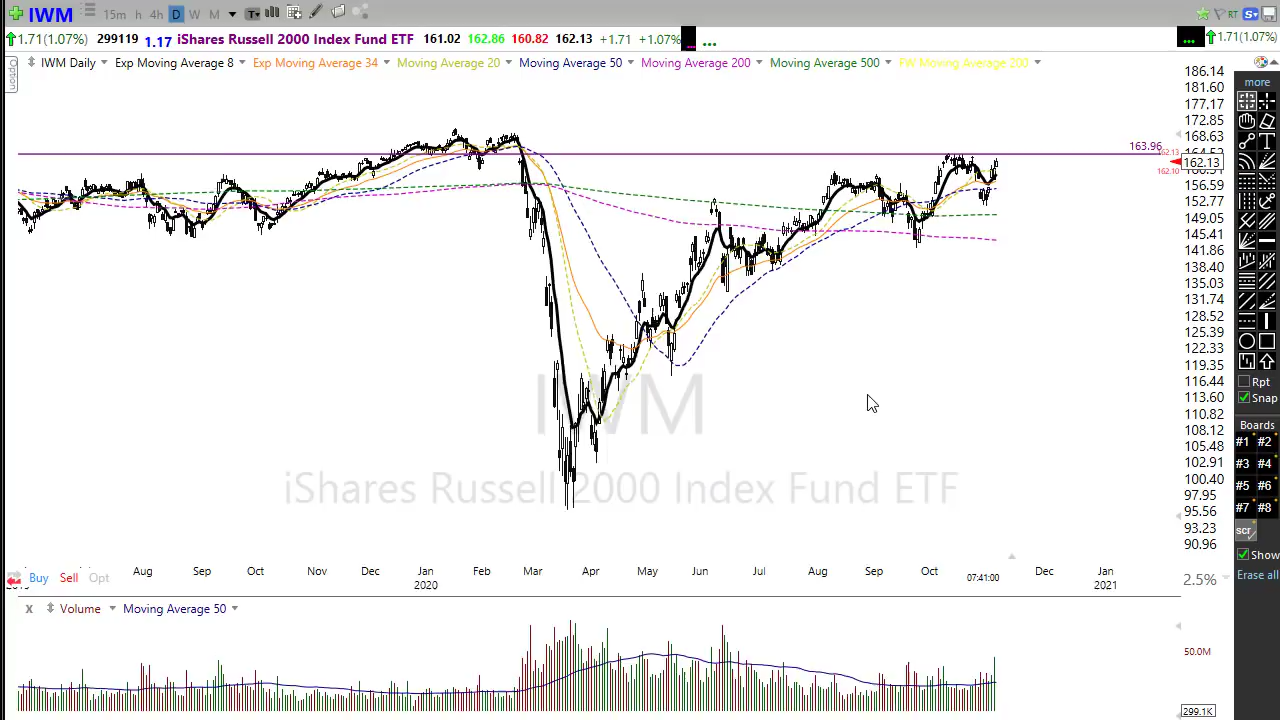 IWM 15m h 4h D W M T RT S
1.71(1.07%) 299119 1.17 iShares Russell 2000 Index Fund ETF 161.02 162.86 160.82 162.13 +1.71 +1.07% ... ... ... 1.71(1.07%)
Option
IWM Daily Exp Moving Average 8 Exp Moving Average 34 Moving Average 20 Moving Average 50 Moving Average 200 Moving Average 500 FW Moving Average 200
186.14
181.60
177.17
172.85
168.63
163.96
162.13
162.13
162.10
156.59
152.77
149.05
145.41
141.86
138.40
135.03
131.74
128.52
125.39
122.33
119.35
116.44
113.60
110.82
108.12
105.48
102.91
100.40
97.95
95.56
93.23
90.96
IWM
iShares Russell 2000 Index Fund ETF
more
T
Rpt
Snap
Boards
#1 #2
#3 #4
#5 #6
#7 #8
scr
Show
Erase all
Aug Sep Oct Nov Dec Jan Feb Mar Apr May Jun Jul Aug Sep Oct 07:41:00 Dec Jan
2020 2021
Buy Sell Opt
2.5%
X Volume Moving Average 50
50.0M
299.1K